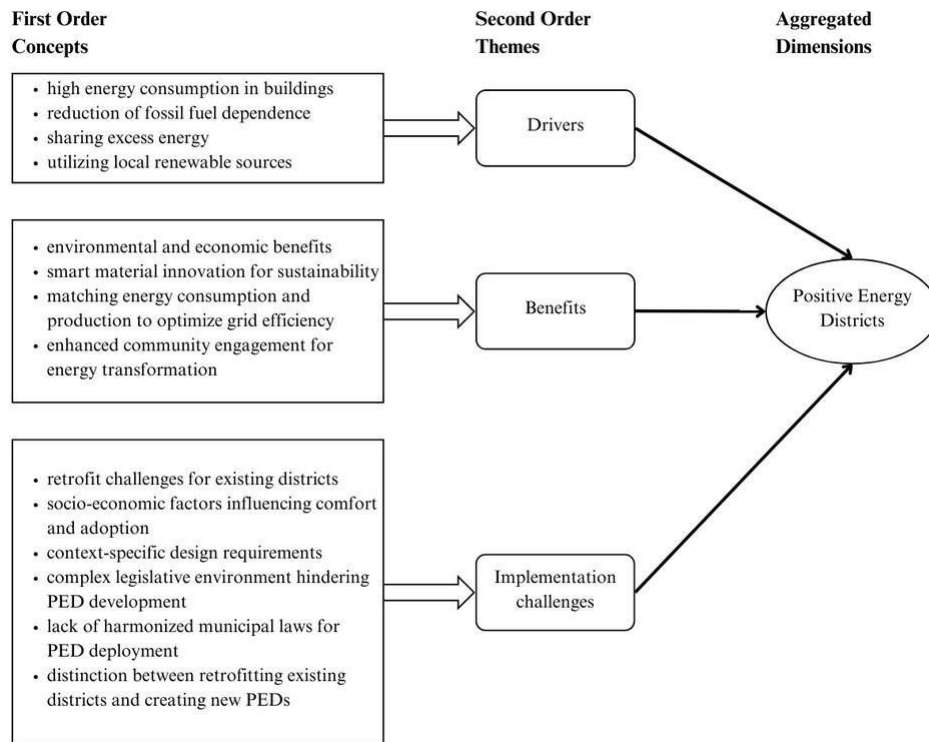 First Order
Concepts
Second Order
Themes
Aggregated
Dimensions
• high energy consumption in buildings
• reduction of fossil fuel dependence
• sharing excess energy
• utilizing local renewable sources
Drivers
• environmental and economic benefits
• smart material innovation for sustainability
• matching energy consumption and
production to optimize grid efficiency
• enhanced community engagement for
energy transformation
Benefits
Positive Energy
Districts
• retrofit challenges for existing districts
• socio-economic factors influencing comfort
and adoption
• context-specific design requirements
• complex legislative environment hindering
PED development
• lack of harmonized municipal laws for
PED deployment
• distinction between retrofitting existing
districts and creating new PEDs
Implementation
challenges